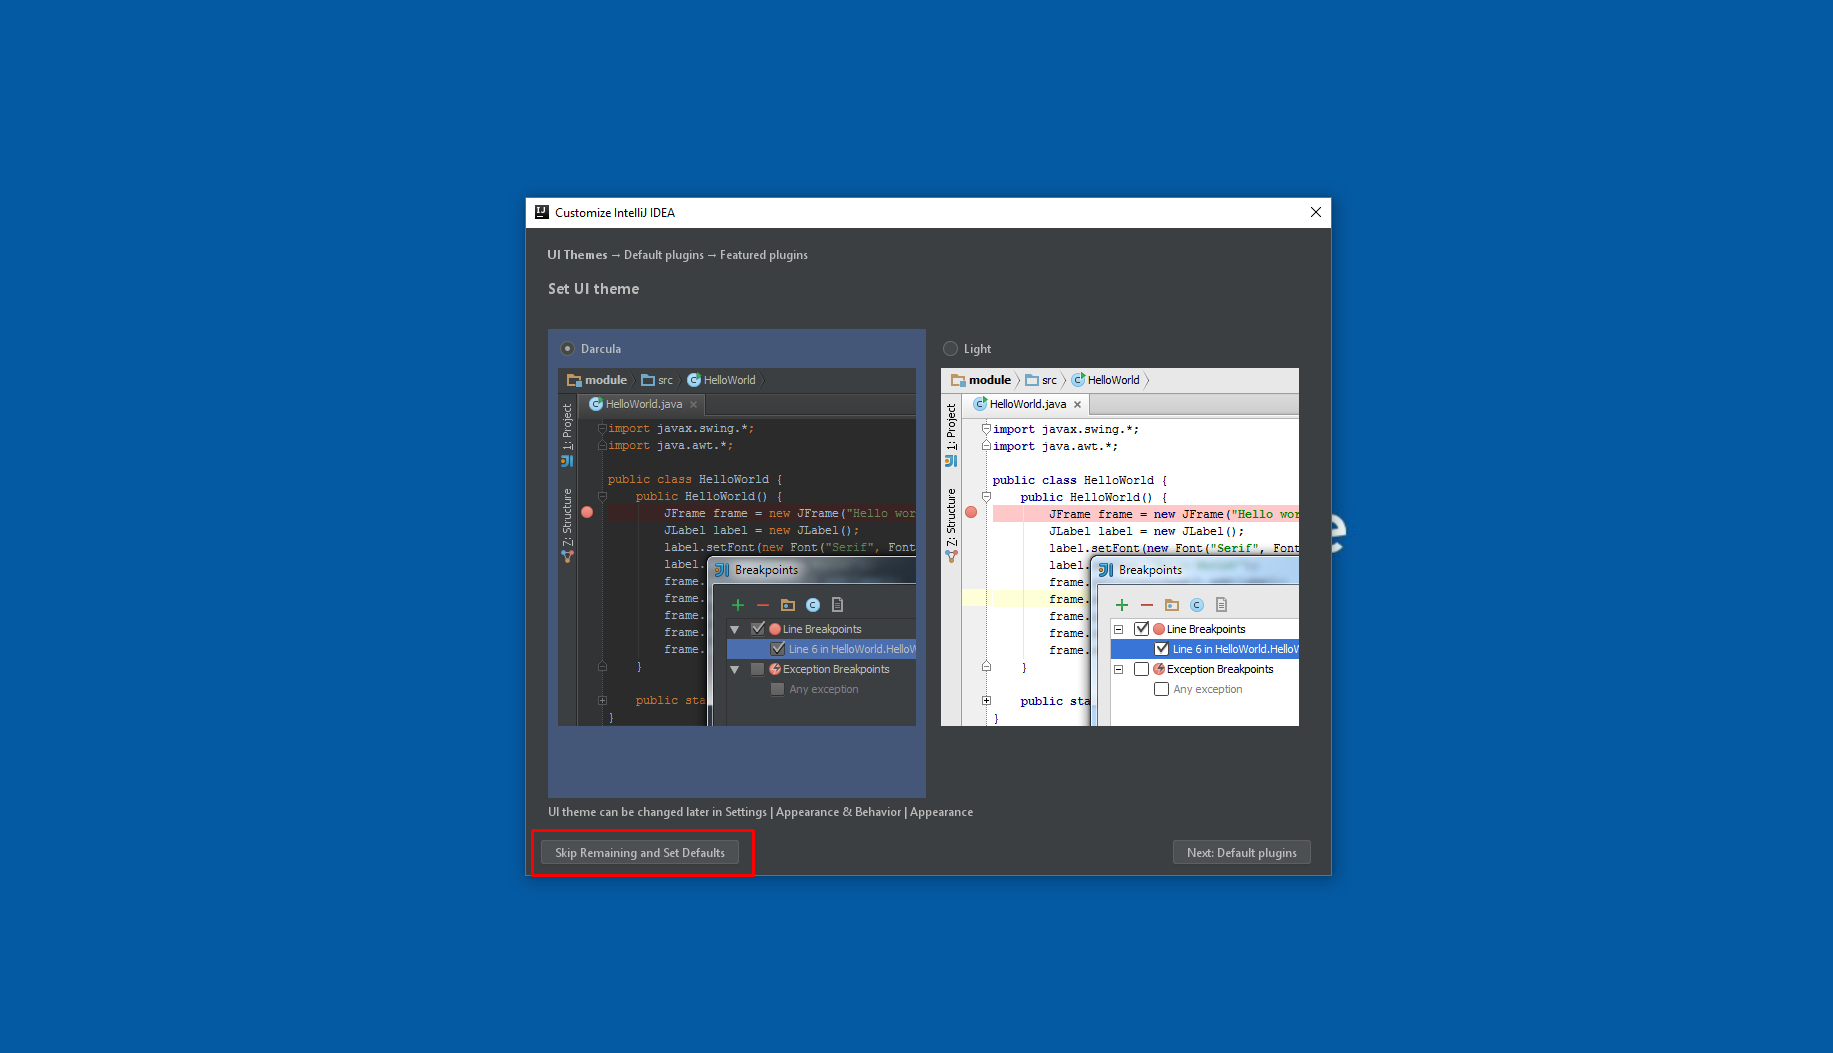 Customize IntelliJ IDEA
UI Themes → Default plugins → Featured plugins
Set UI theme
Darcula
module src HelloWorld
HelloWorld.java
1: Project
7: Structure
import javax.swing.*;
import java.awt.*;
public class HelloWorld {
public HelloWorld() {
JFrame frame = new JFrame("Hello wor
JLabel label = new JLabel();
label.setFont(new Font("Serif", Font
label.
frame.
frame.
frame.
frame.
frame.
}
public sta
}
Breakpoints
Line Breakpoints
Line 6 in HelloWorld.HelloW
Exception Breakpoints
Any exception
Light
module src HelloWorld
HelloWorld.java
1: Project
7: Structure
import javax.swing.*;
import java.awt.*;
public class HelloWorld {
public HelloWorld() {
JFrame frame = new JFrame("Hello wor
JLabel label = new JLabel();
label.setFont(new Font("Serif", Font
label.
frame.
frame.
frame.
frame.
frame.
}
public sta
}
Breakpoints
Line Breakpoints
Line 6 in HelloWorld.HelloW
Exception Breakpoints
Any exception
UI theme can be changed later in Settings | Appearance & Behavior | Appearance
Skip Remaining and Set Defaults
Next: Default plugins
e